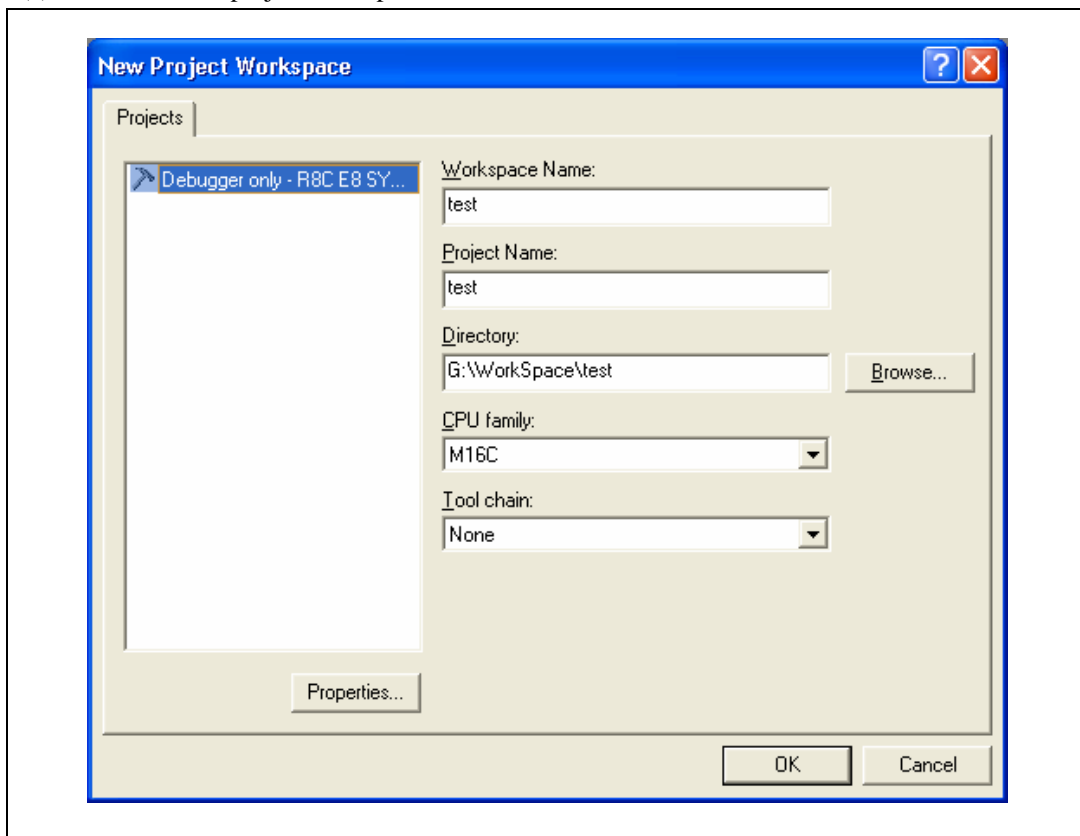 New Project Workspace
Projects
Debugger only - R8C E8 SY...
Workspace Name:
test
Project Name:
test
Directory:
G:\WorkSpace\test
Browse...
CPU family:
M16C
Tool chain:
None
Properties...
OK
Cancel